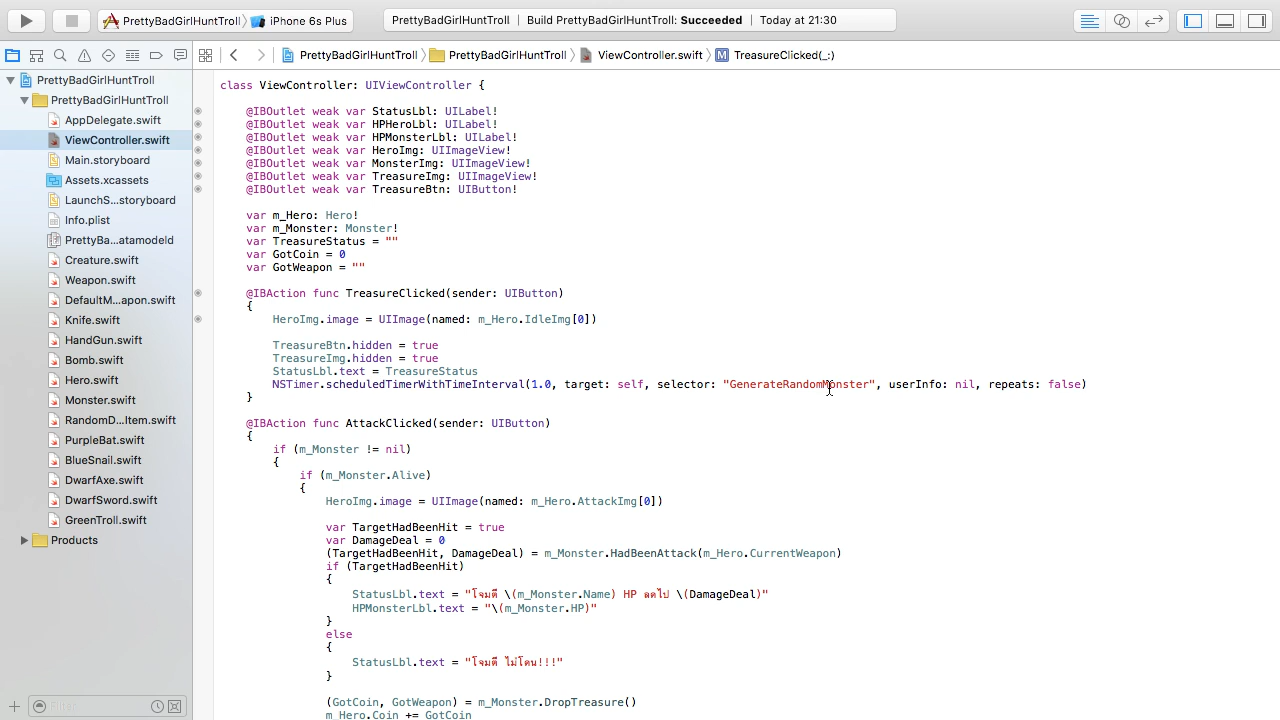 PrettyBadGirlHuntTroll
iPhone 6s Plus
PrettyBadGirlHuntTroll | Build PrettyBadGirlHuntTroll: Succeeded | Today at 21:30
PrettyBadGirlHuntTroll
PrettyBadGirlHuntTroll
ViewController.swift
M TreasureClicked(_:)
PrettyBadGirlHuntTroll
PrettyBadGirlHuntTroll
AppDelegate.swift
ViewController.swift
Main.storyboard
Assets.xcassets
LaunchS...storyboard
Info.plist
PrettyBa...atamodeld
Creature.swift
Weapon.swift
DefaultM...apon.swift
Knife.swift
HandGun.swift
Bomb.swift
Hero.swift
Monster.swift
RandomD...Item.swift
PurpleBat.swift
BlueSnail.swift
DwarfAxe.swift
DwarfSword.swift
GreenTroll.swift
Products
Filter
class ViewController: UIViewController {
@IBOutlet weak var StatusLbl: UILabel!
@IBOutlet weak var HPHeroLbl: UILabel!
@IBOutlet weak var HPMonsterLbl: UILabel!
@IBOutlet weak var HeroImg: UIImageView!
@IBOutlet weak var MonsterImg: UIImageView!
@IBOutlet weak var TreasureImg: UIImageView!
@IBOutlet weak var TreasureBtn: UIButton!
var m_Hero: Hero!
var m_Monster: Monster!
var TreasureStatus = ""
var GotCoin = 0
var GotWeapon = ""
@IBAction func TreasureClicked(sender: UIButton)
{
HeroImg.image = UIImage(named: m_Hero.IdleImg[0])
TreasureBtn.hidden = true
TreasureImg.hidden = true
StatusLbl.text = TreasureStatus
NSTimer.scheduledTimerWithTimeInterval(1.0, target: self, selector: "GenerateRandomMonster", userInfo: nil, repeats: false)
}
@IBAction func AttackClicked(sender: UIButton)
{
if (m_Monster != nil)
{
if (m_Monster.Alive)
{
HeroImg.image = UIImage(named: m_Hero.AttackImg[0])
var TargetHadBeenHit = true
var DamageDeal = 0
(TargetHadBeenHit, DamageDeal) = m_Monster.HadBeenAttack(m_Hero.CurrentWeapon)
if (TargetHadBeenHit)
{
StatusLbl.text = "โจมตี \(m_Monster.Name) HP ลดไป \(DamageDeal)"
HPMonsterLbl.text = "\(m_Monster.HP)"
}
else
{
StatusLbl.text = "โจมตี ไม่โดน!!!"
}
(GotCoin, GotWeapon) = m_Monster.DropTreasure()
m_Hero.Coin += GotCoin